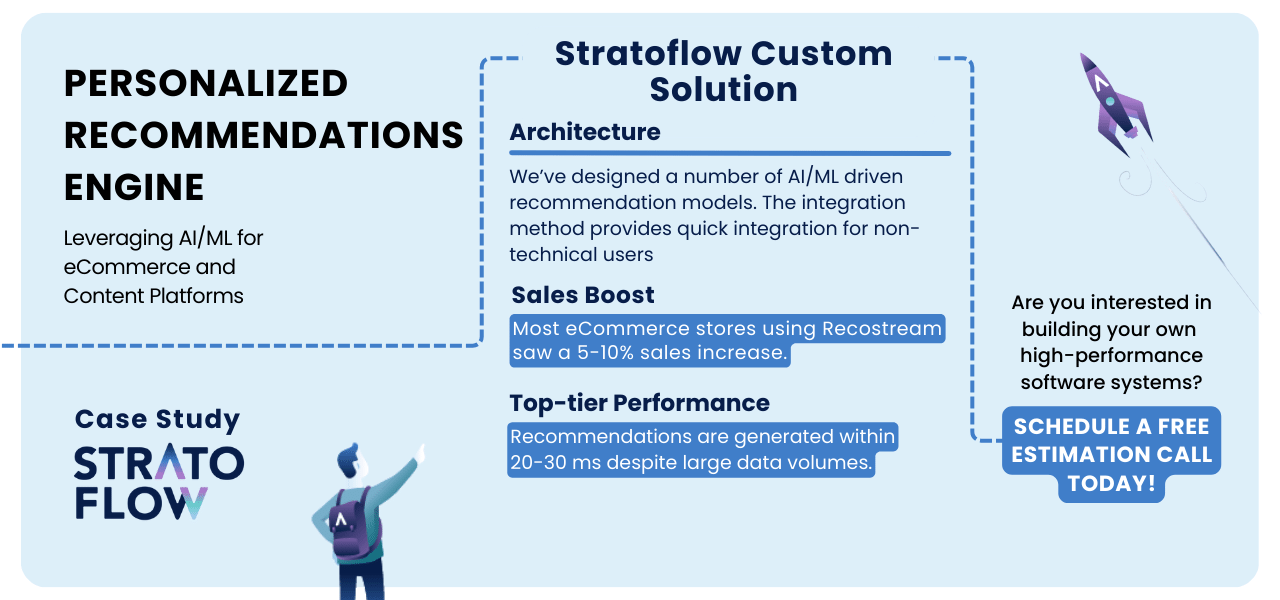 PERSONALIZED
RECOMMENDATIONS
ENGINE
Leveraging AI/ML for
eCommerce and
Content Platforms
Case Study
STRATO
FLOW
Stratoflow Custom
Solution
Architecture
We’ve designed a number of AI/ML driven
recommendation models. The integration
method provides quick integration for non-
technical users
Sales Boost
Most eCommerce stores using Recostream
saw a 5-10% sales increase.
Top-tier Performance
Recommendations are generated within
20-30 ms despite large data volumes.
Are you interested in
building your own
high-performance
software systems?
SCHEDULE A FREE
ESTIMATION CALL
TODAY!